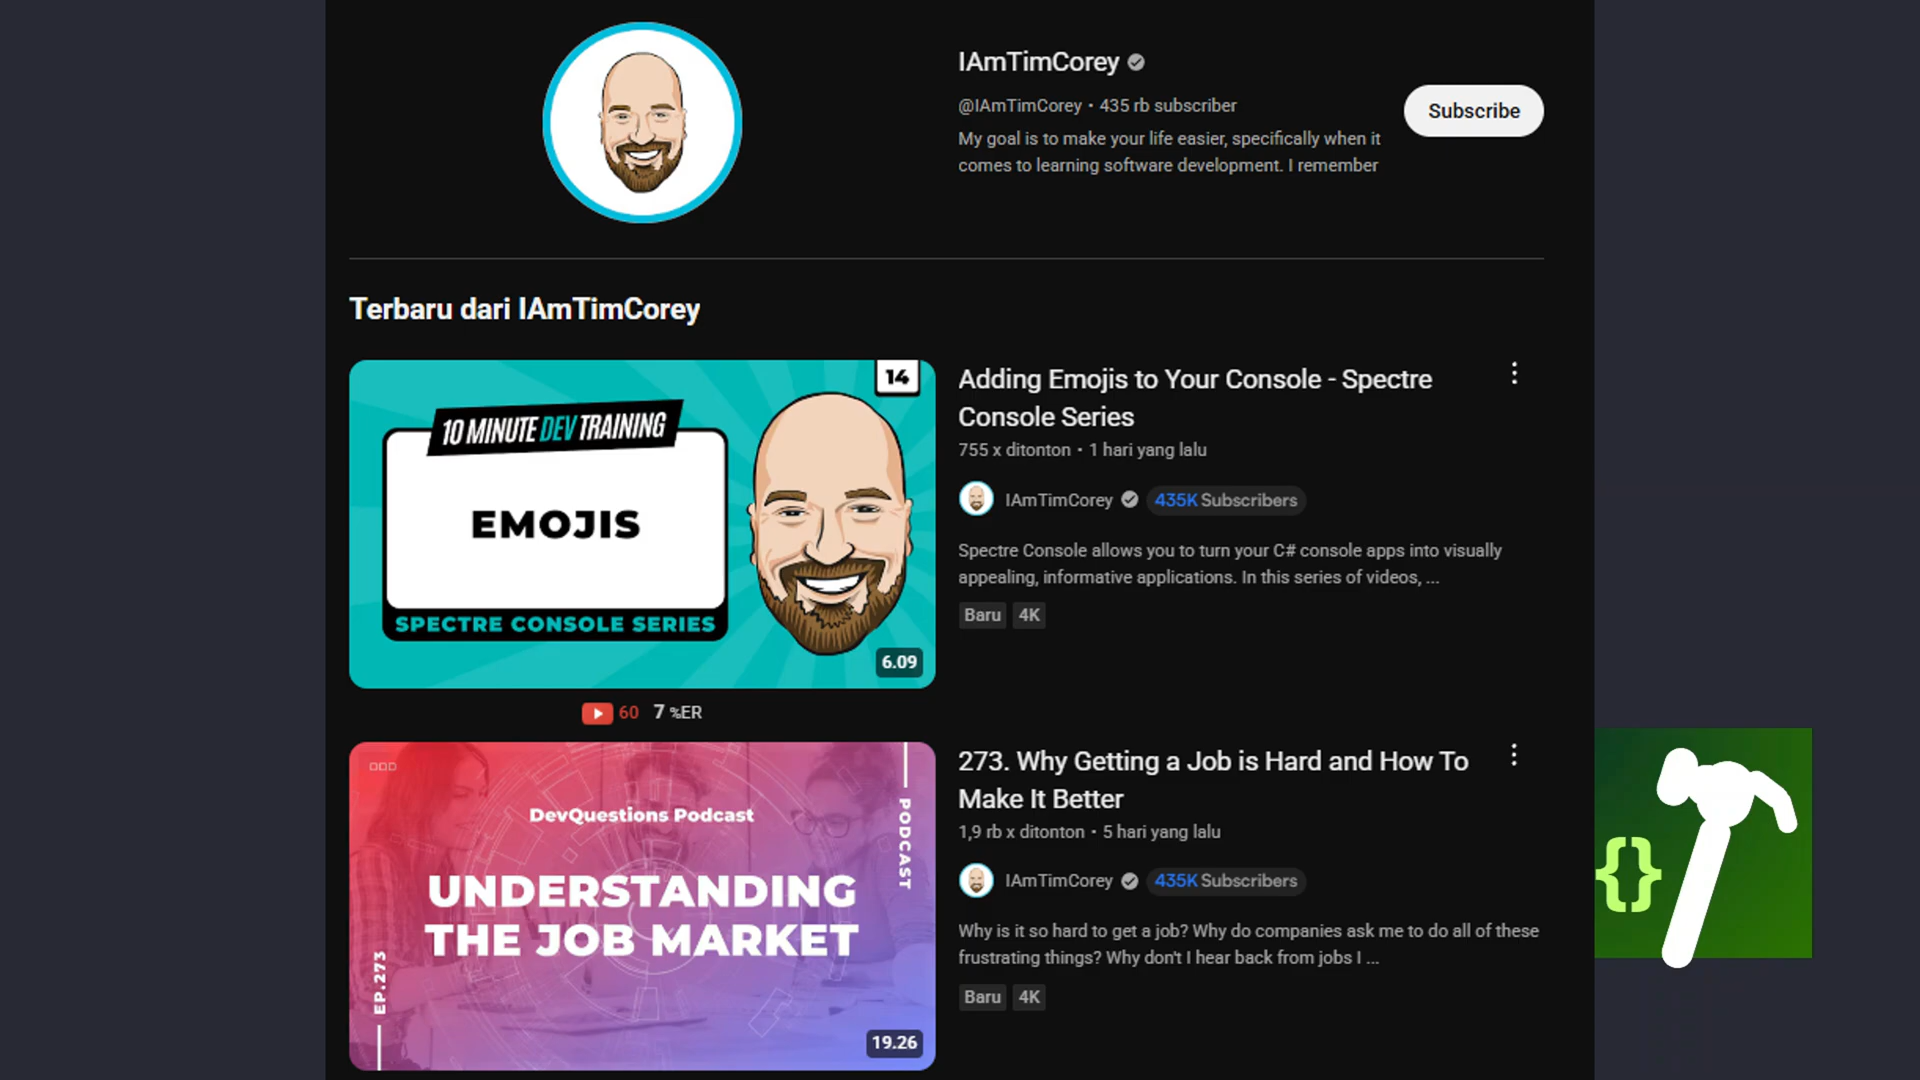 IAmTimCorey
@IAmTimCorey • 435 rb subscriber
My goal is to make your life easier, specifically when it
comes to learning software development. I remember
Subscribe
Terbaru dari IAmTimCorey
14
10 MINUTE DEV TRAINING
EMOJIS
SPECTRE CONSOLE SERIES
6.09
60 7 %ER
Adding Emojis to Your Console - Spectre
Console Series
755 x ditonton • 1 hari yang lalu
IAmTimCorey 435K Subscribers
Spectre Console allows you to turn your C# console apps into visually
appealing, informative applications. In this series of videos, ...
Baru 4K
DevQuestions Podcast
PODCAST
UNDERSTANDING
THE JOB MARKET
EP.273
19.26
273. Why Getting a Job is Hard and How To
Make It Better
1,9 rb x ditonton • 5 hari yang lalu
IAmTimCorey 435K Subscribers
Why is it so hard to get a job? Why do companies ask me to do all of these
frustrating things? Why don't I hear back from jobs I ...
Baru 4K
{}